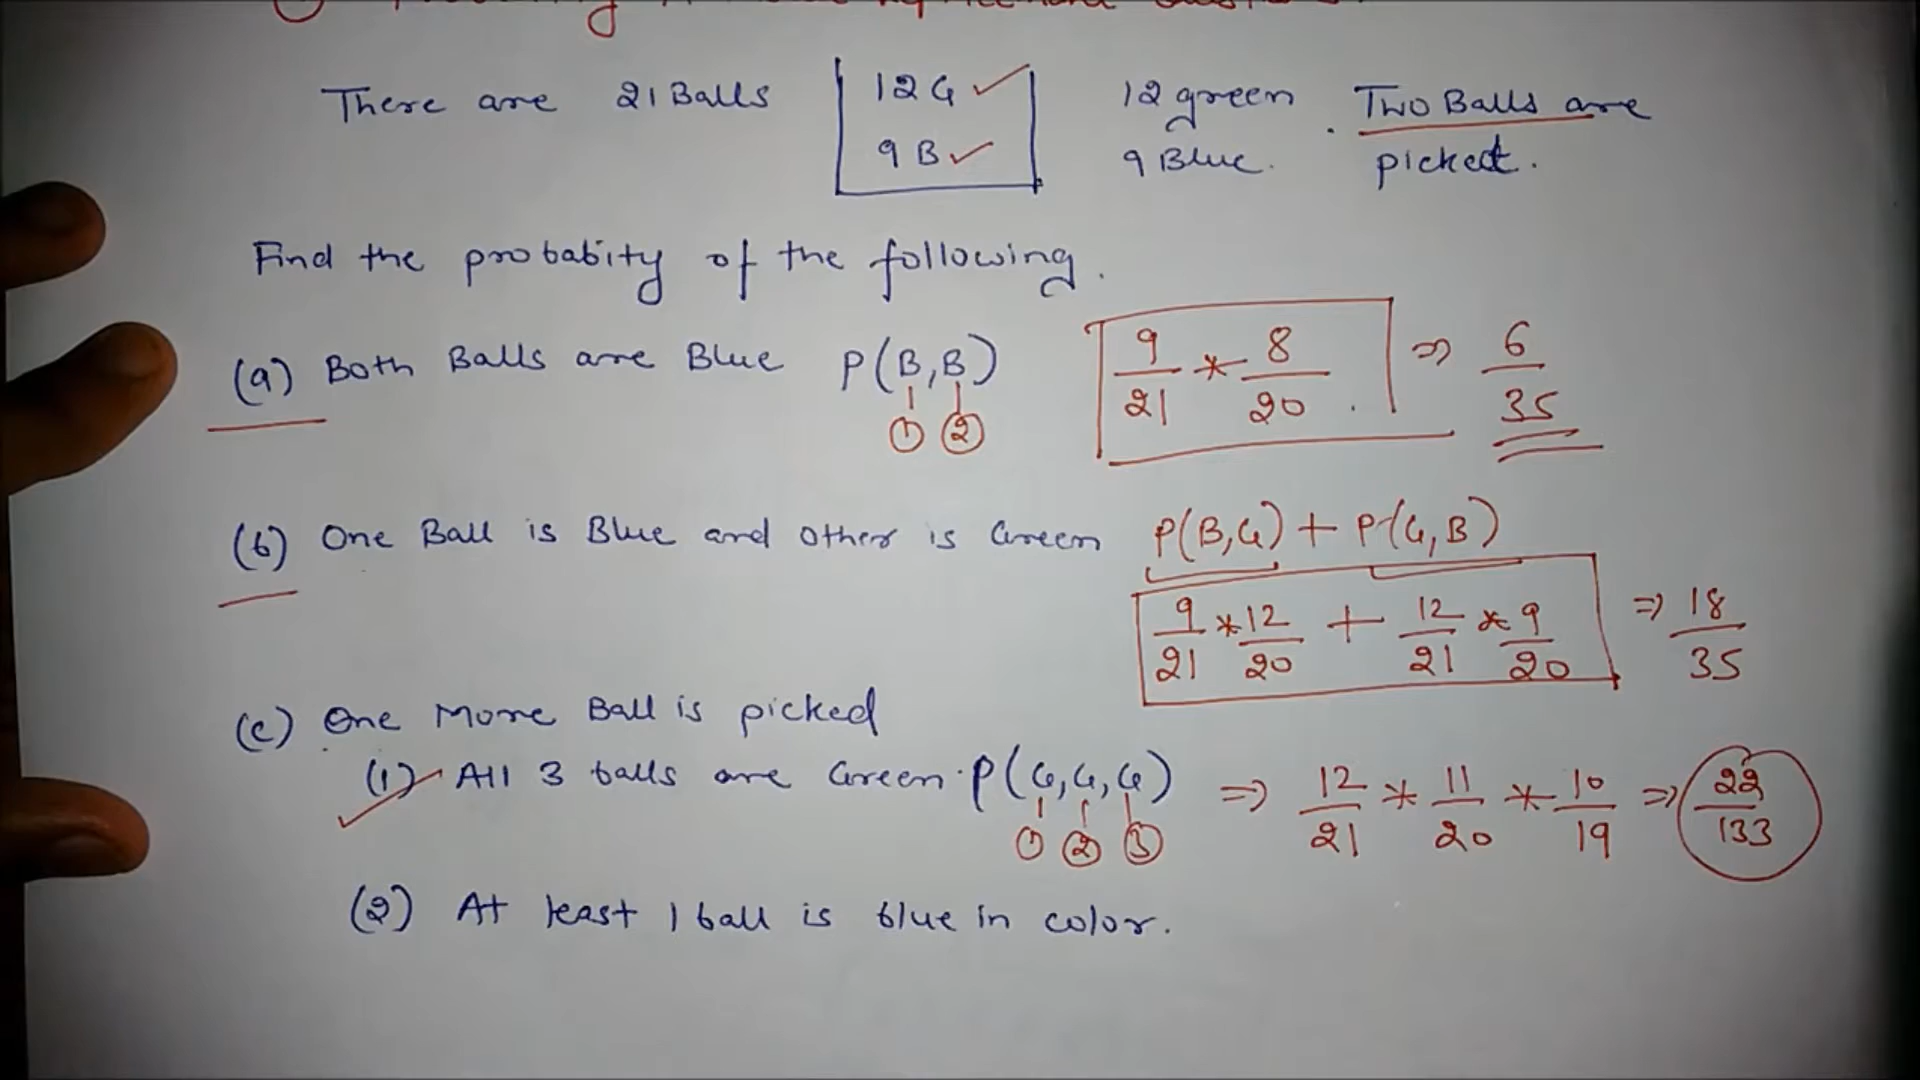 There are 21 Balls
12 G ✓
9 B ✓
12 green
9 Blue.
Two Balls are
picked.
Find the probabity of the following.
(a) Both Balls are Blue P(B,B)
① ②
9/21 * 8/20 ⇒ 6/35
(b) One Ball is Blue and other is Green P(B,G) + P(G,B)
9/21 * 12/20 + 12/21 * 9/20 ⇒ 18/35
(c) One More Ball is picked
(1) All 3 balls are Green. P(G,G,G) ⇒ 12/21 * 11/20 * 10/19 ⇒ 22/133
① ② ③
(2) At least 1 ball is blue in color.